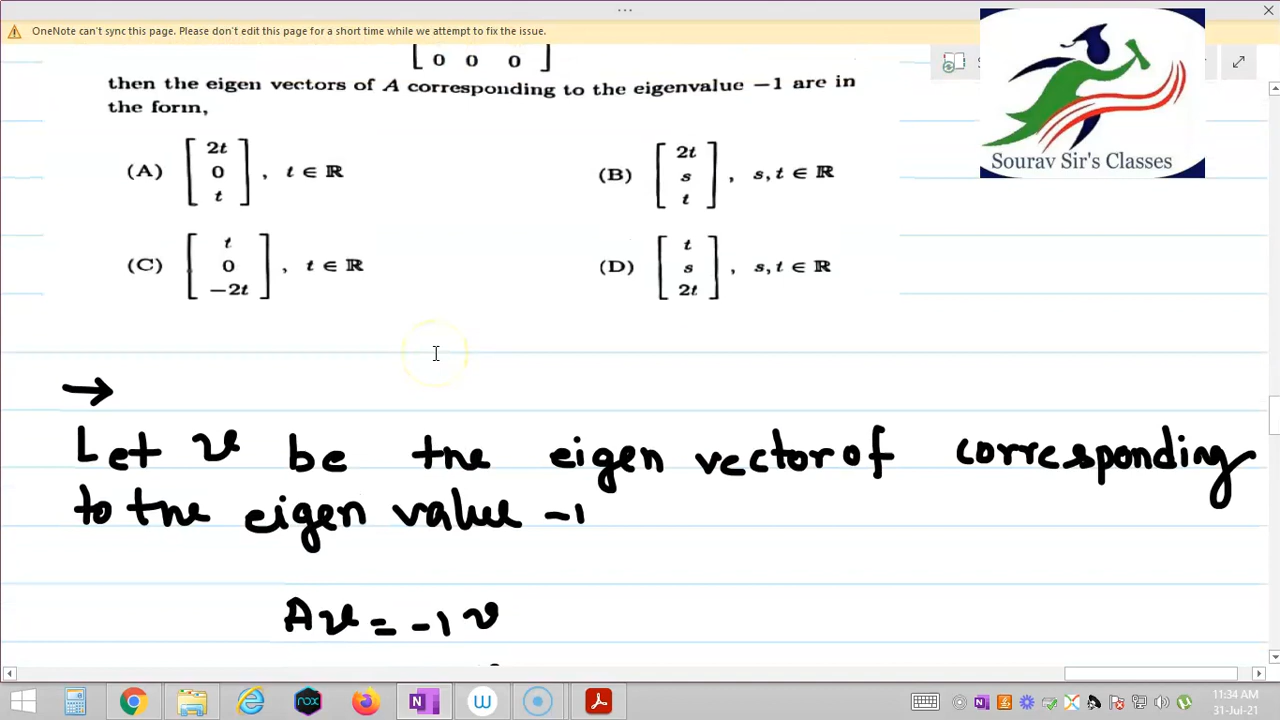 OneNote can't sync this page. Please don't edit this page for a short time while we attempt to fix the issue.
0 0 0
then the eigen vectors of A corresponding to the eigenvalue −1 are in
the form,
(A) [2t 0 t], t ∈ ℝ
(B) [2t s t], s, t ∈ ℝ
(C) [t 0 −2t], t ∈ ℝ
(D) [t s 2t], s, t ∈ ℝ
Sourav Sir's Classes
→
Let v be the eigen vector of corresponding
to the eigen value -1
Av = -1 v
11:34 AM
31-Jul-21